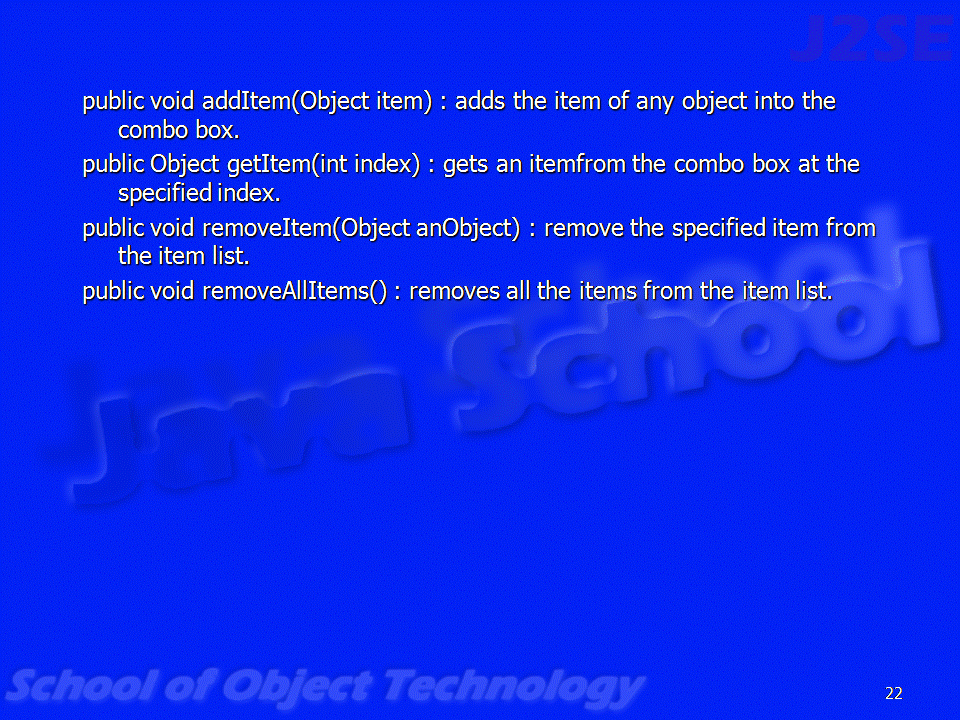 J2SE
public void addItem(Object item) : adds the item of any object into the
combo box.
public Object getItem(int index) : gets an itemfrom the combo box at the
specified index.
public void removeItem(Object anObject) : remove the specified item from
the item list.
public void removeAllItems() : removes all the items from the item list.
Java School
School of Object Technology
22